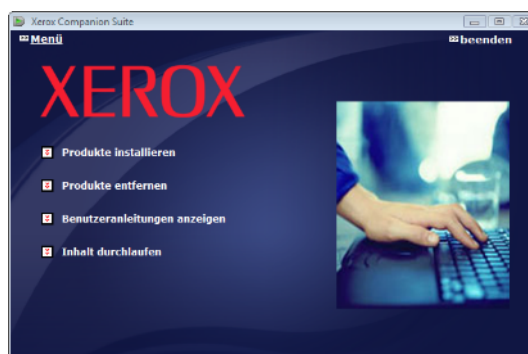 Xerox Companion Suite
Menü
beenden
XEROX
Produkte installieren
Produkte entfernen
Benutzeranleitungen anzeigen
Inhalt durchlaufen